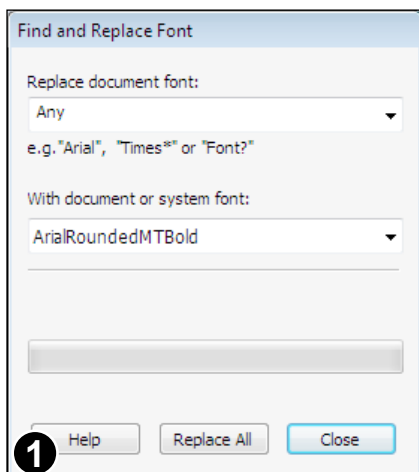 Find and Replace Font
Replace document font:
Any
e.g."Arial", "Times*" or "Font?"
With document or system font:
ArialRoundedMTBold
1 Help Replace All Close